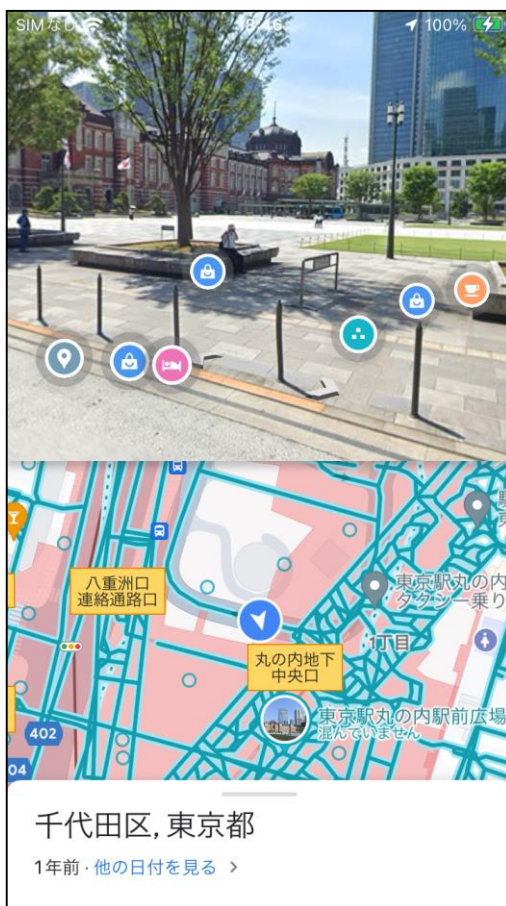 SIMなし
18:46
100%
八重洲口
連絡通路口
東京駅丸の内
タクシー乗り
1丁目
丸の内地下
中央口
東京駅丸の内駅前広場
混んでいません
402
04
千代田区, 東京都
1年前 · 他の日付を見る